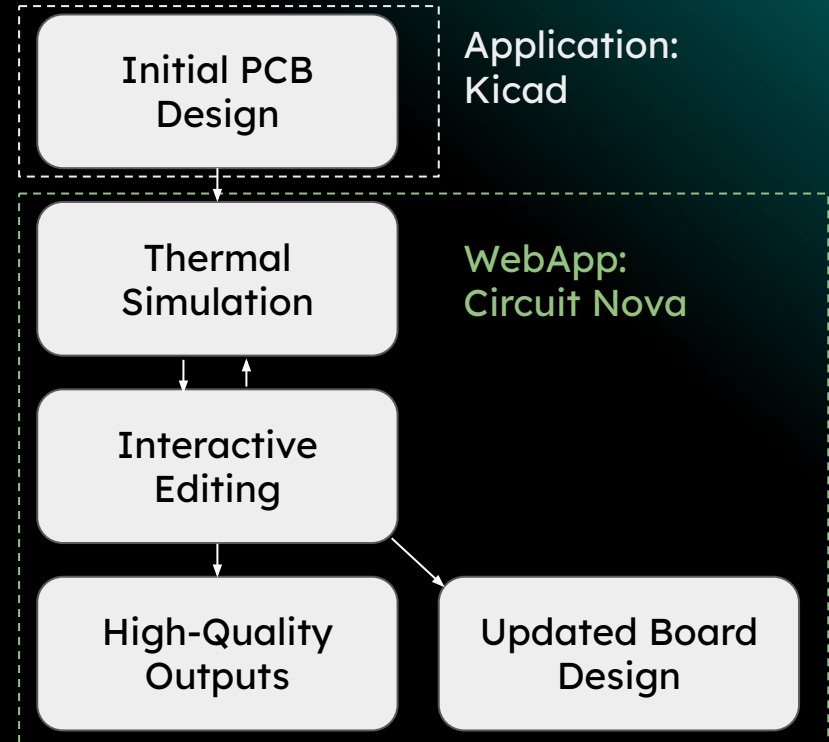 Initial PCB
Design
Application:
Kicad
Thermal
Simulation
WebApp:
Circuit Nova
Interactive
Editing
High-Quality
Outputs
Updated Board
Design